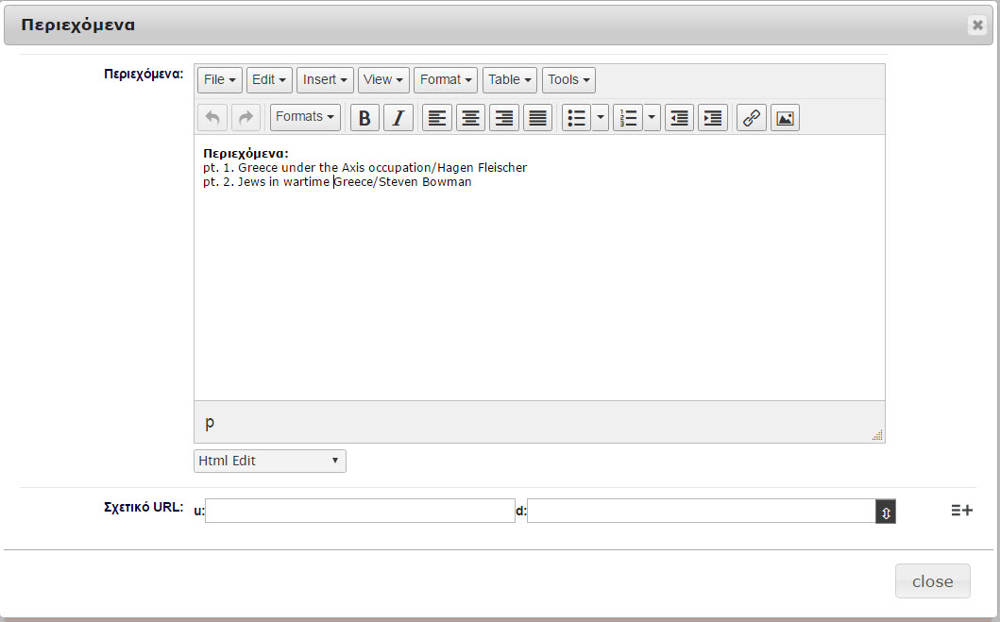 Περιεχόμενα
Περιεχόμενα:
File Edit Insert View Format Table Tools
Formats B I
Περιεχόμενα:
pt. 1. Greece under the Axis occupation/Hagen Fleischer
pt. 2. Jews in wartime Greece/Steven Bowman
p
Html Edit
Σχετικό URL: u: d:
close